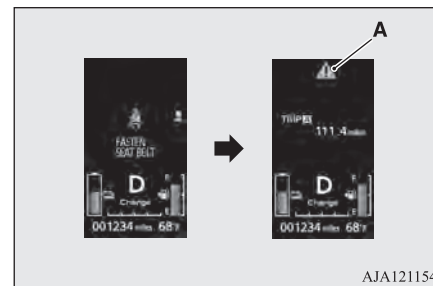 A
FASTEN
SEAT BELT
D
Charge
001234 miles 68°F
TRIP A
111.4 miles
D
Charge
001234 miles 68°F
AJA121154